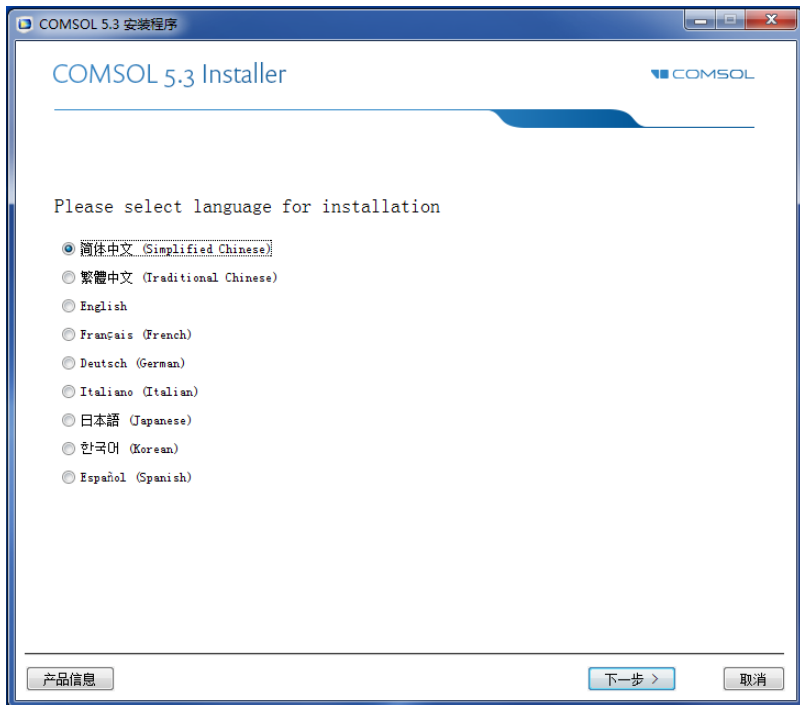 COMSOL 5.3 安装程序
COMSOL 5.3 Installer
COMSOL
Please select language for installation
简体中文 (Simplified Chinese)
繁體中文 (Traditional Chinese)
English
Français (French)
Deutsch (German)
Italiano (Italian)
日本語 (Japanese)
한국어 (Korean)
Español (Spanish)
产品信息
下一步 >
取消